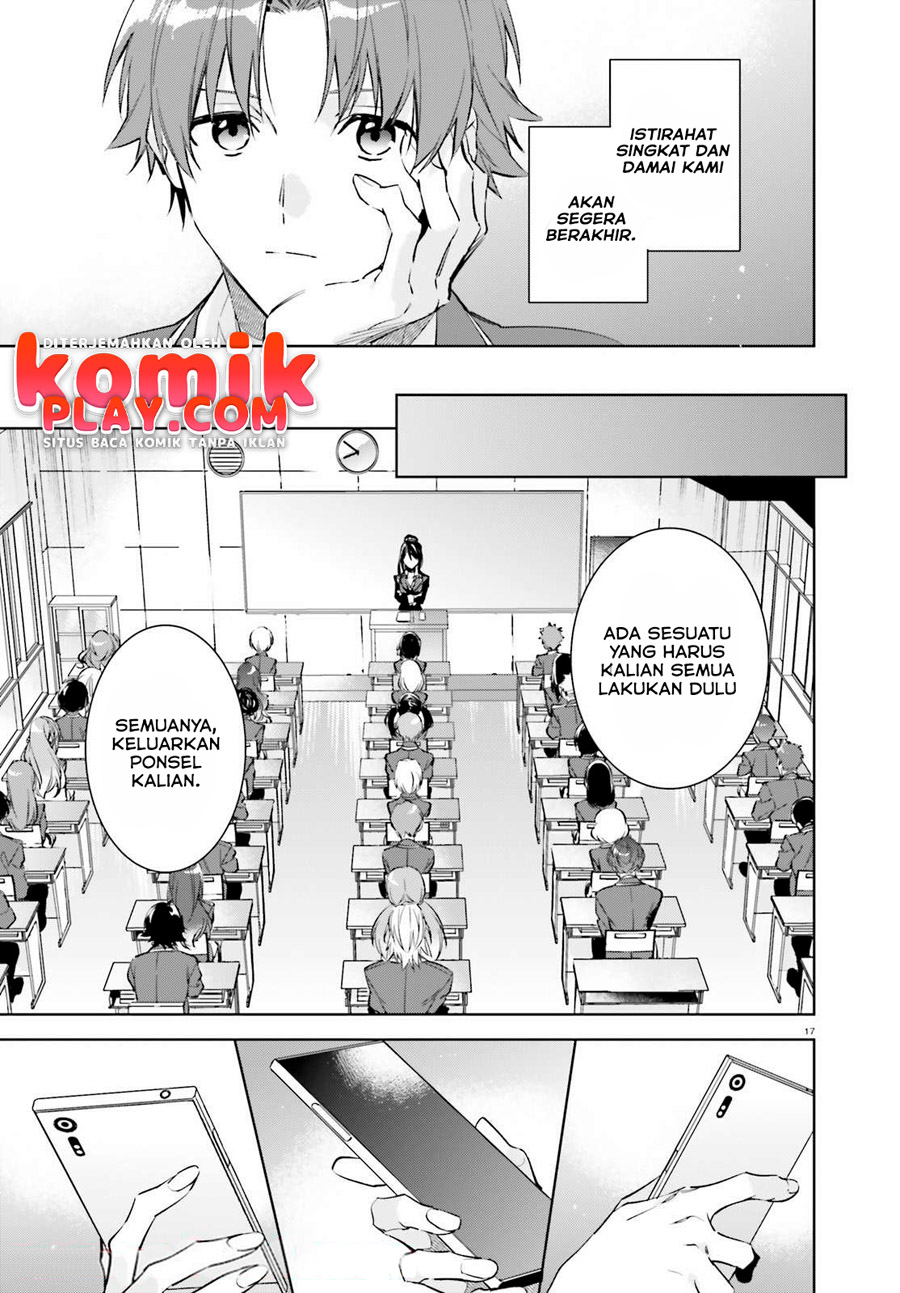 ISTIRAHAT
SINGKAT DAN
DAMAI KAMI
AKAN
SEGERA
BERAKHIR.
DITERJEMAHKAN OLEH
komik
PLAY.COM
SITUS BACA KOMIK TANPA IKLAN
ADA SESUATU
YANG HARUS
KALIAN SEMUA
LAKUKAN DULU
SEMUANYA,
KELUARKAN
PONSEL
KALIAN.
17